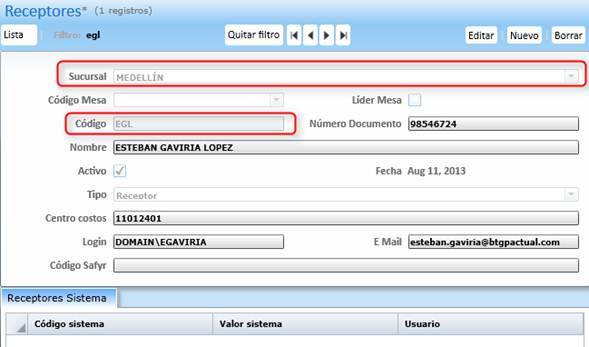 Receptores* (1 registros)
Lista Filtro: egl Quitar filtro Editar Nuevo Borrar
Sucursal MEDELLÍN
Código Mesa Líder Mesa
Código EGL Número Documento 98546724
Nombre ESTEBAN GAVIRIA LOPEZ
Activo Fecha Aug 11, 2013
Tipo Receptor
Centro costos 11012401
Login DOMAIN\EGAVIRIA E Mail esteban.gaviria@btgpactual.com
Código Safyr
Receptores Sistema
Código sistema Valor sistema Usuario